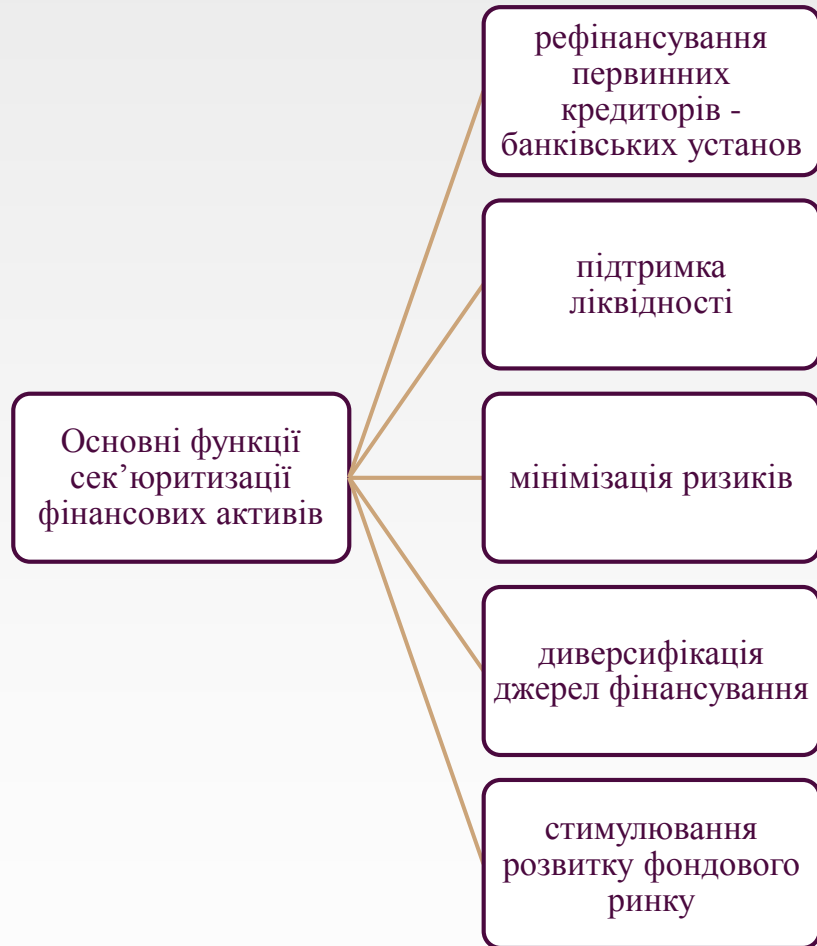 Основні функції
сек’юритизації
фінансових активів
рефінансування
первинних
кредиторів -
банківських установ
підтримка
ліквідності
мінімізація ризиків
диверсифікація
джерел фінансування
стимулювання
розвитку фондового
ринку